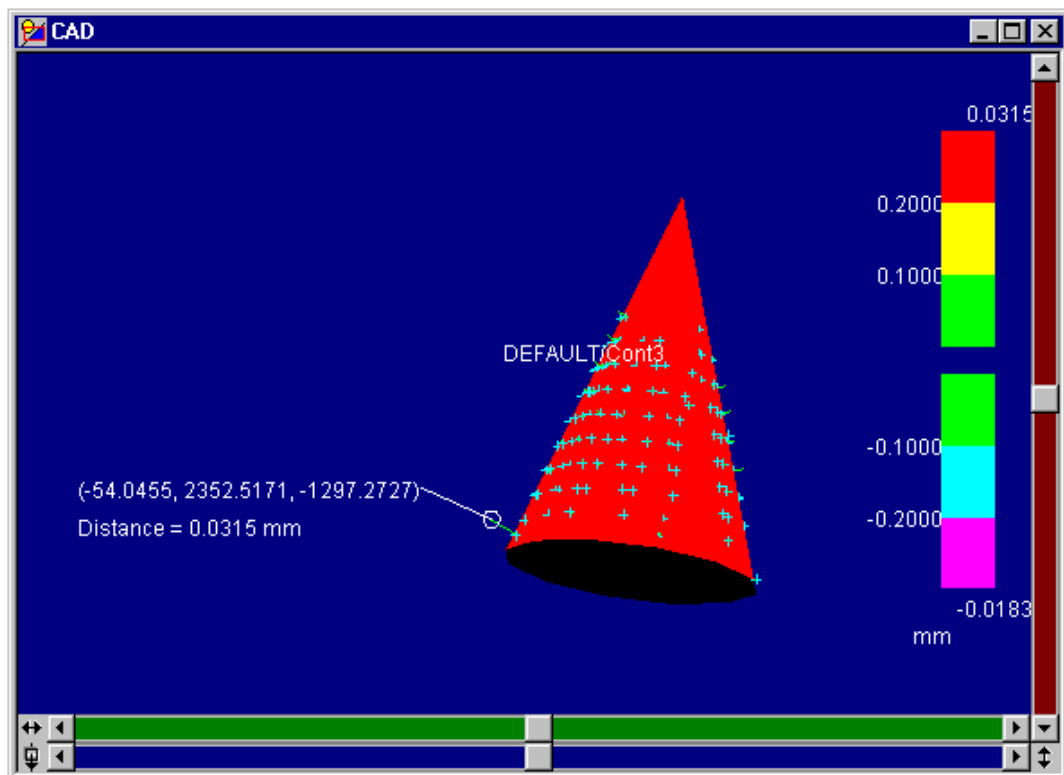 CAD
0.0315
0.2000
0.1000
DEFAULT/Cont3
-0.1000
(-54.0455, 2352.5171, -1297.2727)
Distance = 0.0315 mm
-0.2000
-0.0183
mm